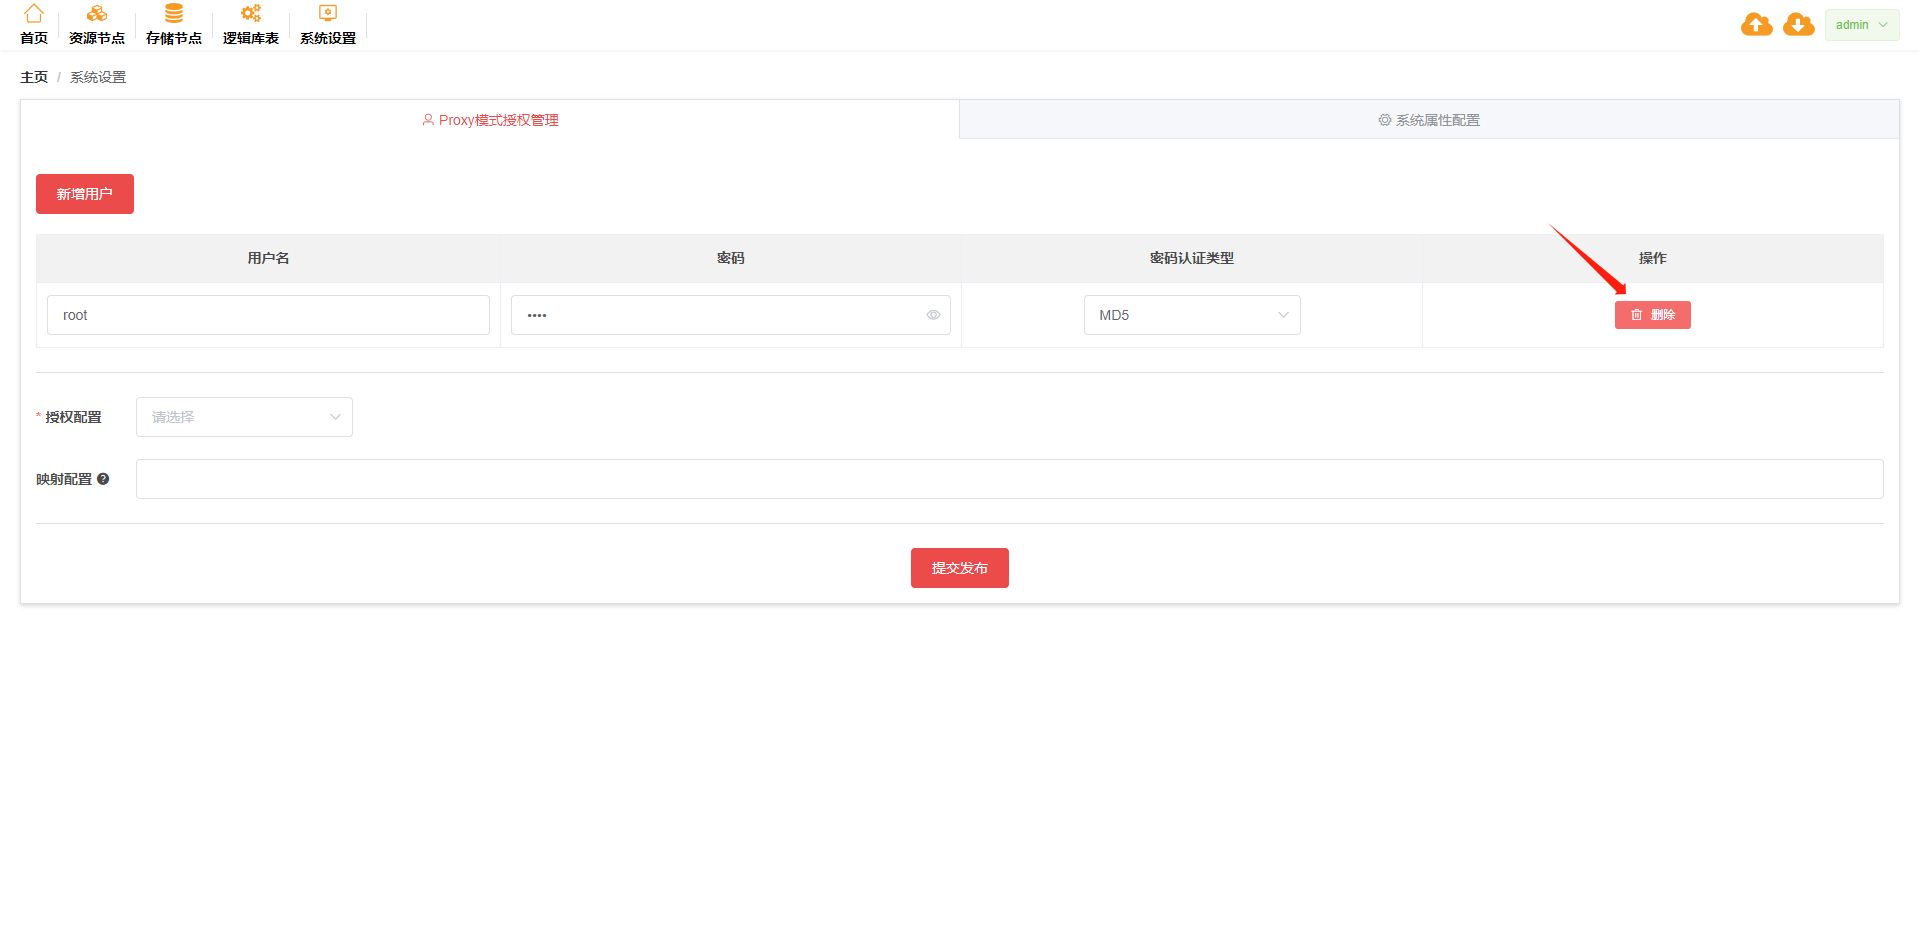 首页 资源节点 存储节点 逻辑库表 系统设置 admin
主页 / 系统设置
Proxy模式授权管理 系统属性配置
新增用户
用户名 密码 密码认证类型 操作
root •••• MD5 删除
* 授权配置 请选择
映射配置 ?
提交发布